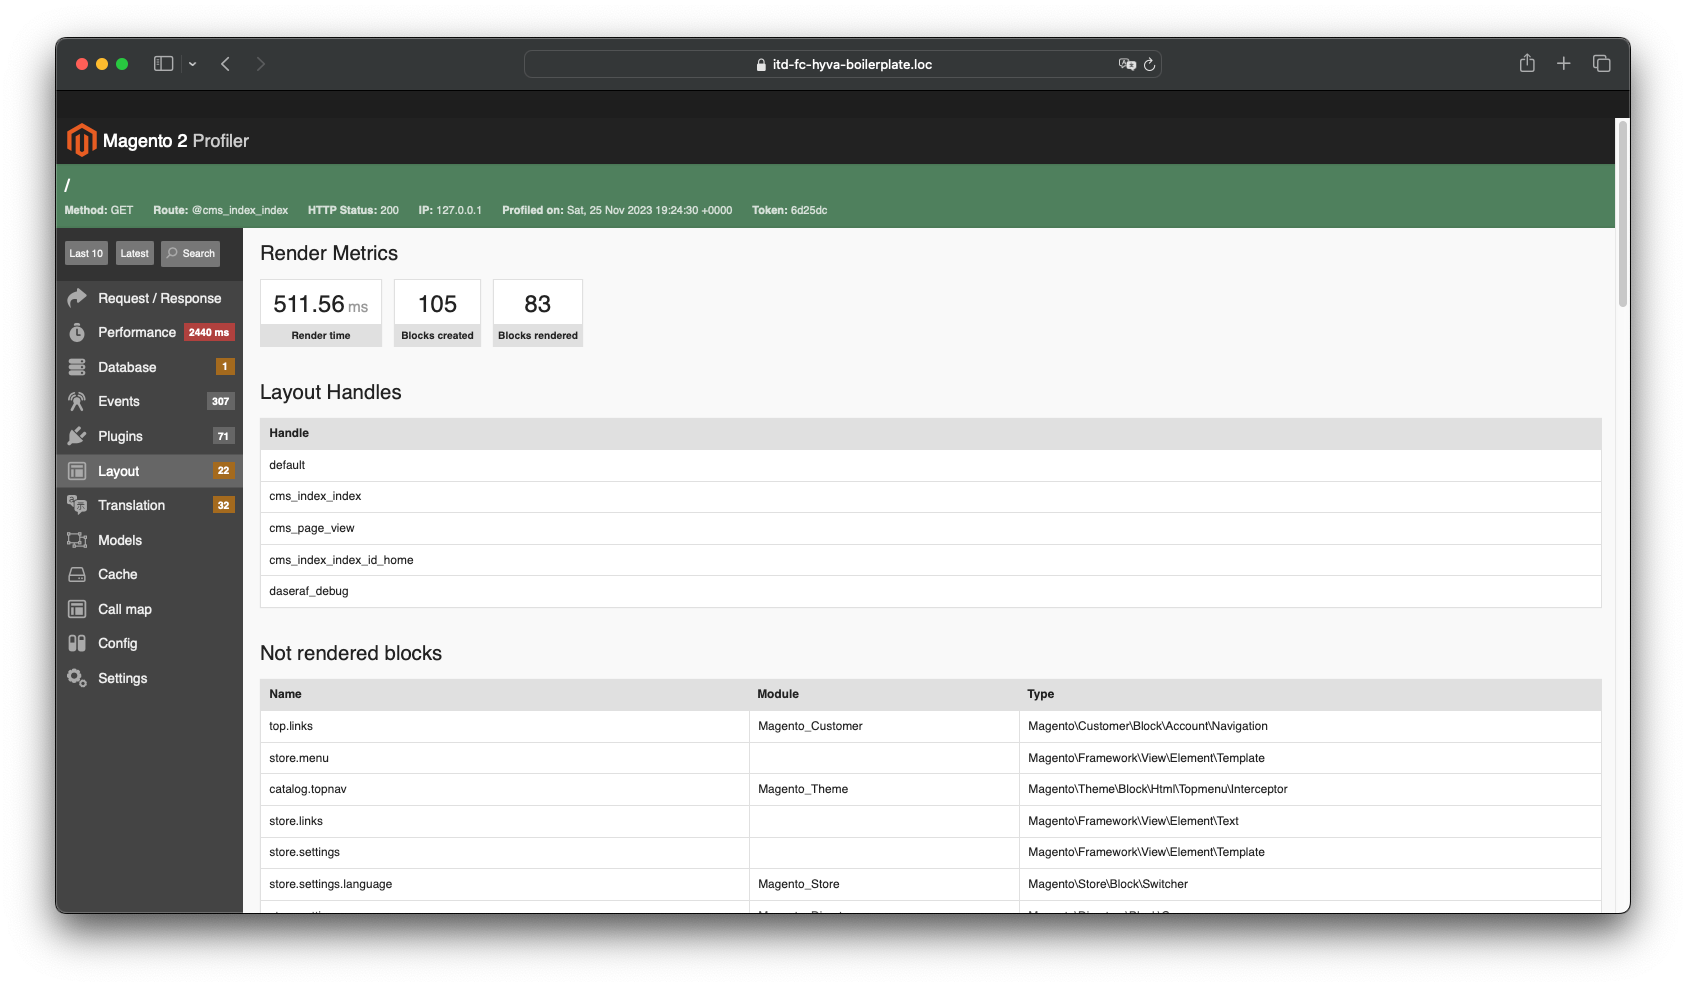 itd-fc-hyva-boilerplate.loc
Magento 2 Profiler
/
Method: GET Route: @cms_index_index HTTP Status: 200 IP: 127.0.0.1 Profiled on: Sat, 25 Nov 2023 19:24:30 +0000 Token: 6d25dc
Last 10 Latest Search
Request / Response
Performance 2440 ms
Database 1
Events 307
Plugins 71
Layout 22
Translation 32
Models
Cache
Call map
Config
Settings
Render Metrics
511.56 ms 105 83
Render time Blocks created Blocks rendered
Layout Handles
Handle
default
cms_index_index
cms_page_view
cms_index_index_id_home
daseraf_debug
Not rendered blocks
Name Module Type
top.links Magento_Customer Magento\Customer\Block\Account\Navigation
store.menu Magento\Framework\View\Element\Template
catalog.topnav Magento_Theme Magento\Theme\Block\Html\Topmenu\Interceptor
store.links Magento\Framework\View\Element\Text
store.settings Magento\Framework\View\Element\Template
store.settings.language Magento_Store Magento\Store\Block\Switcher